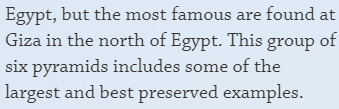 Egypt, but the most famous are found at
Giza in the north of Egypt. This group of
six pyramids includes some of the
largest and best preserved examples.